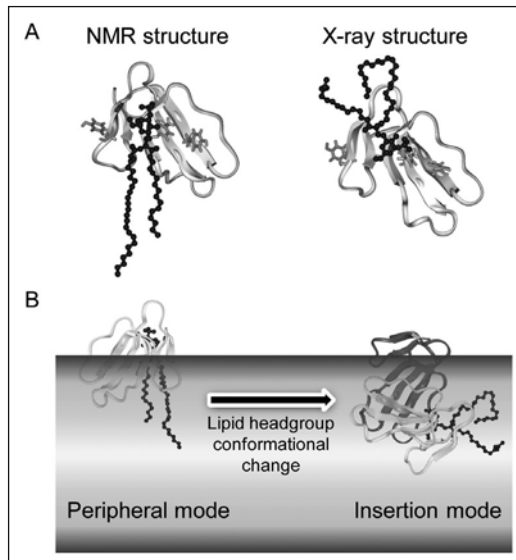 A
NMR structure
X-ray structure
B
Lipid headgroup
conformational
change
Peripheral mode
Insertion mode